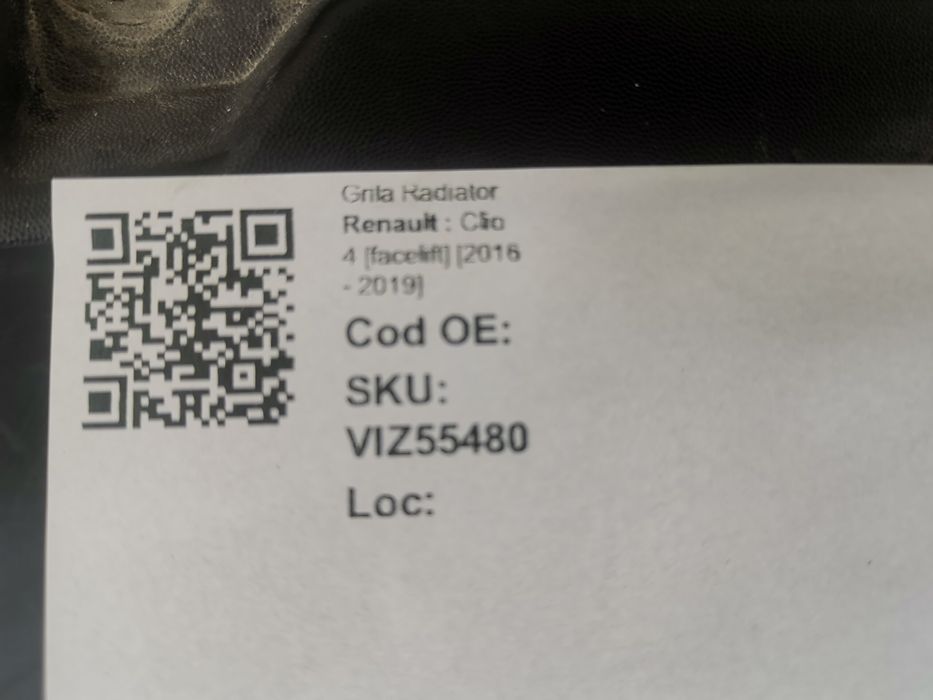 Grila Radiator
Renault : Clio
4 [facelift] [2016
- 2019]
Cod OE:
SKU:
VIZ55480
Loc: